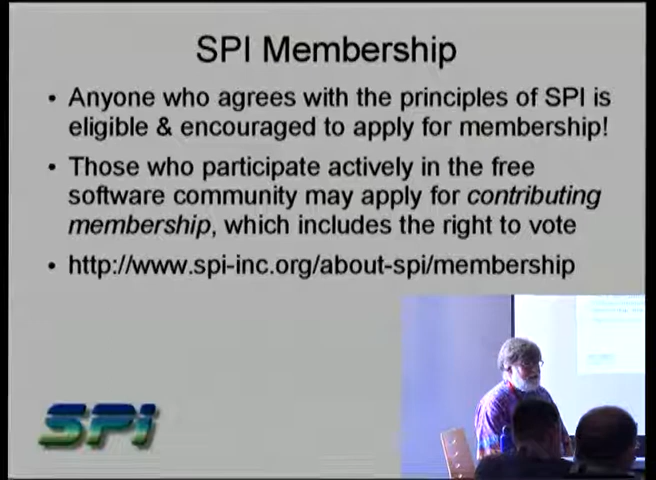 SPI Membership
• Anyone who agrees with the principles of SPI is
eligible & encouraged to apply for membership!
• Those who participate actively in the free
software community may apply for contributing
membership, which includes the right to vote
• http://www.spi-inc.org/about-spi/membership
SPI